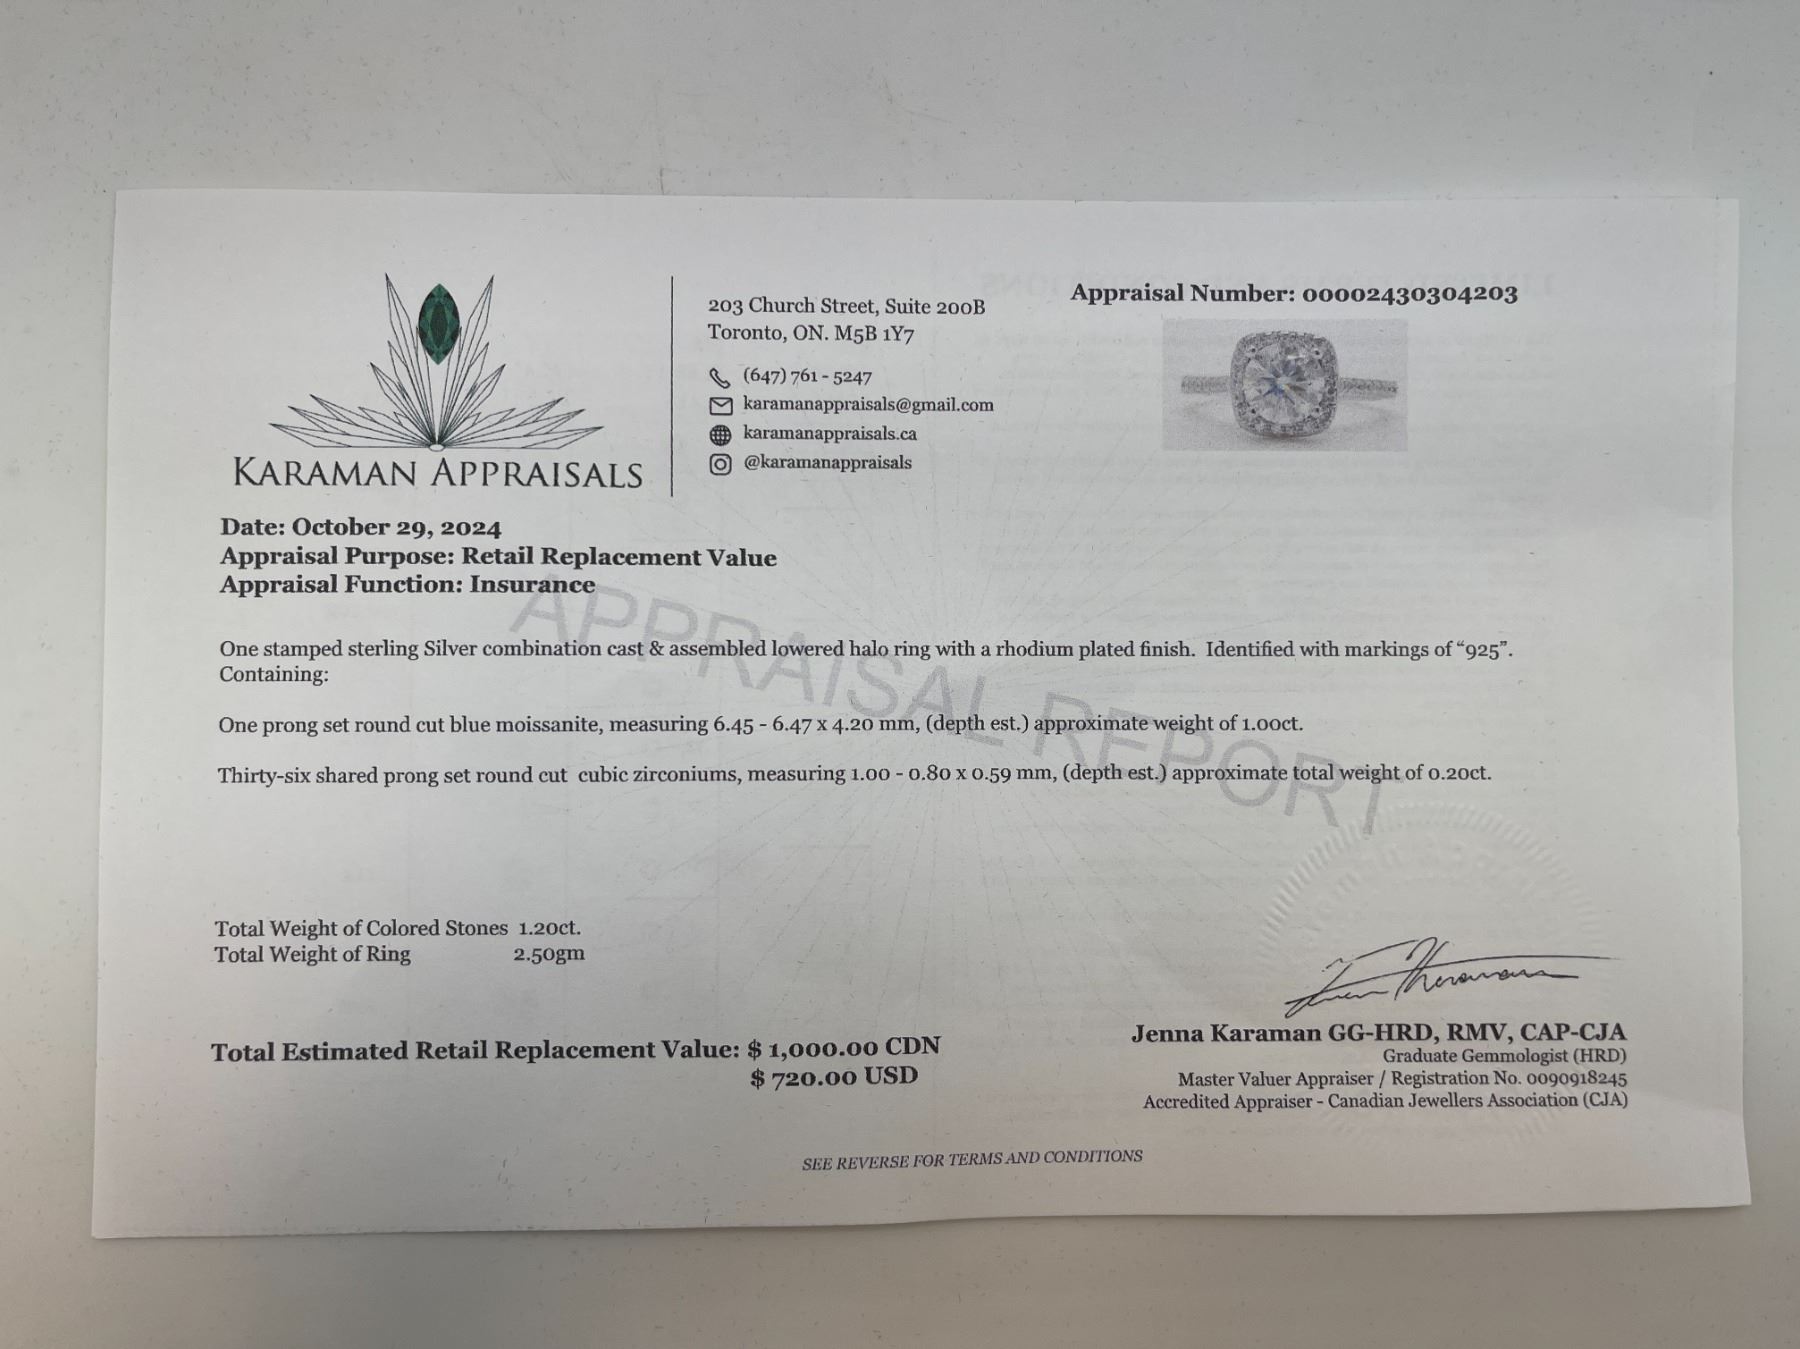 203 Church Street, Suite 200B
Toronto, ON. M5B 1Y7
(647) 761 - 5247
karamanappraisals@gmail.com
karamanappraisals.ca
@karamanappraisals
KARAMAN APPRAISALS
Appraisal Number: 00002430304203
Date: October 29, 2024
Appraisal Purpose: Retail Replacement Value
Appraisal Function: Insurance
APPRAISAL REPORT
One stamped sterling Silver combination cast & assembled lowered halo ring with a rhodium plated finish. Identified with markings of “925”.
Containing:
One prong set round cut blue moissanite, measuring 6.45 - 6.47 x 4.20 mm, (depth est.) approximate weight of 1.00ct.
Thirty-six shared prong set round cut cubic zirconiums, measuring 1.00 - 0.80 x 0.59 mm, (depth est.) approximate total weight of 0.20ct.
Total Weight of Colored Stones 1.20ct.
Total Weight of Ring 2.50gm
Total Estimated Retail Replacement Value: $ 1,000.00 CDN
$ 720.00 USD
Jenna Karaman GG-HRD, RMV, CAP-CJA
Graduate Gemmologist (HRD)
Master Valuer Appraiser / Registration No. 0090918245
Accredited Appraiser - Canadian Jewellers Association (CJA)
SEE REVERSE FOR TERMS AND CONDITIONS